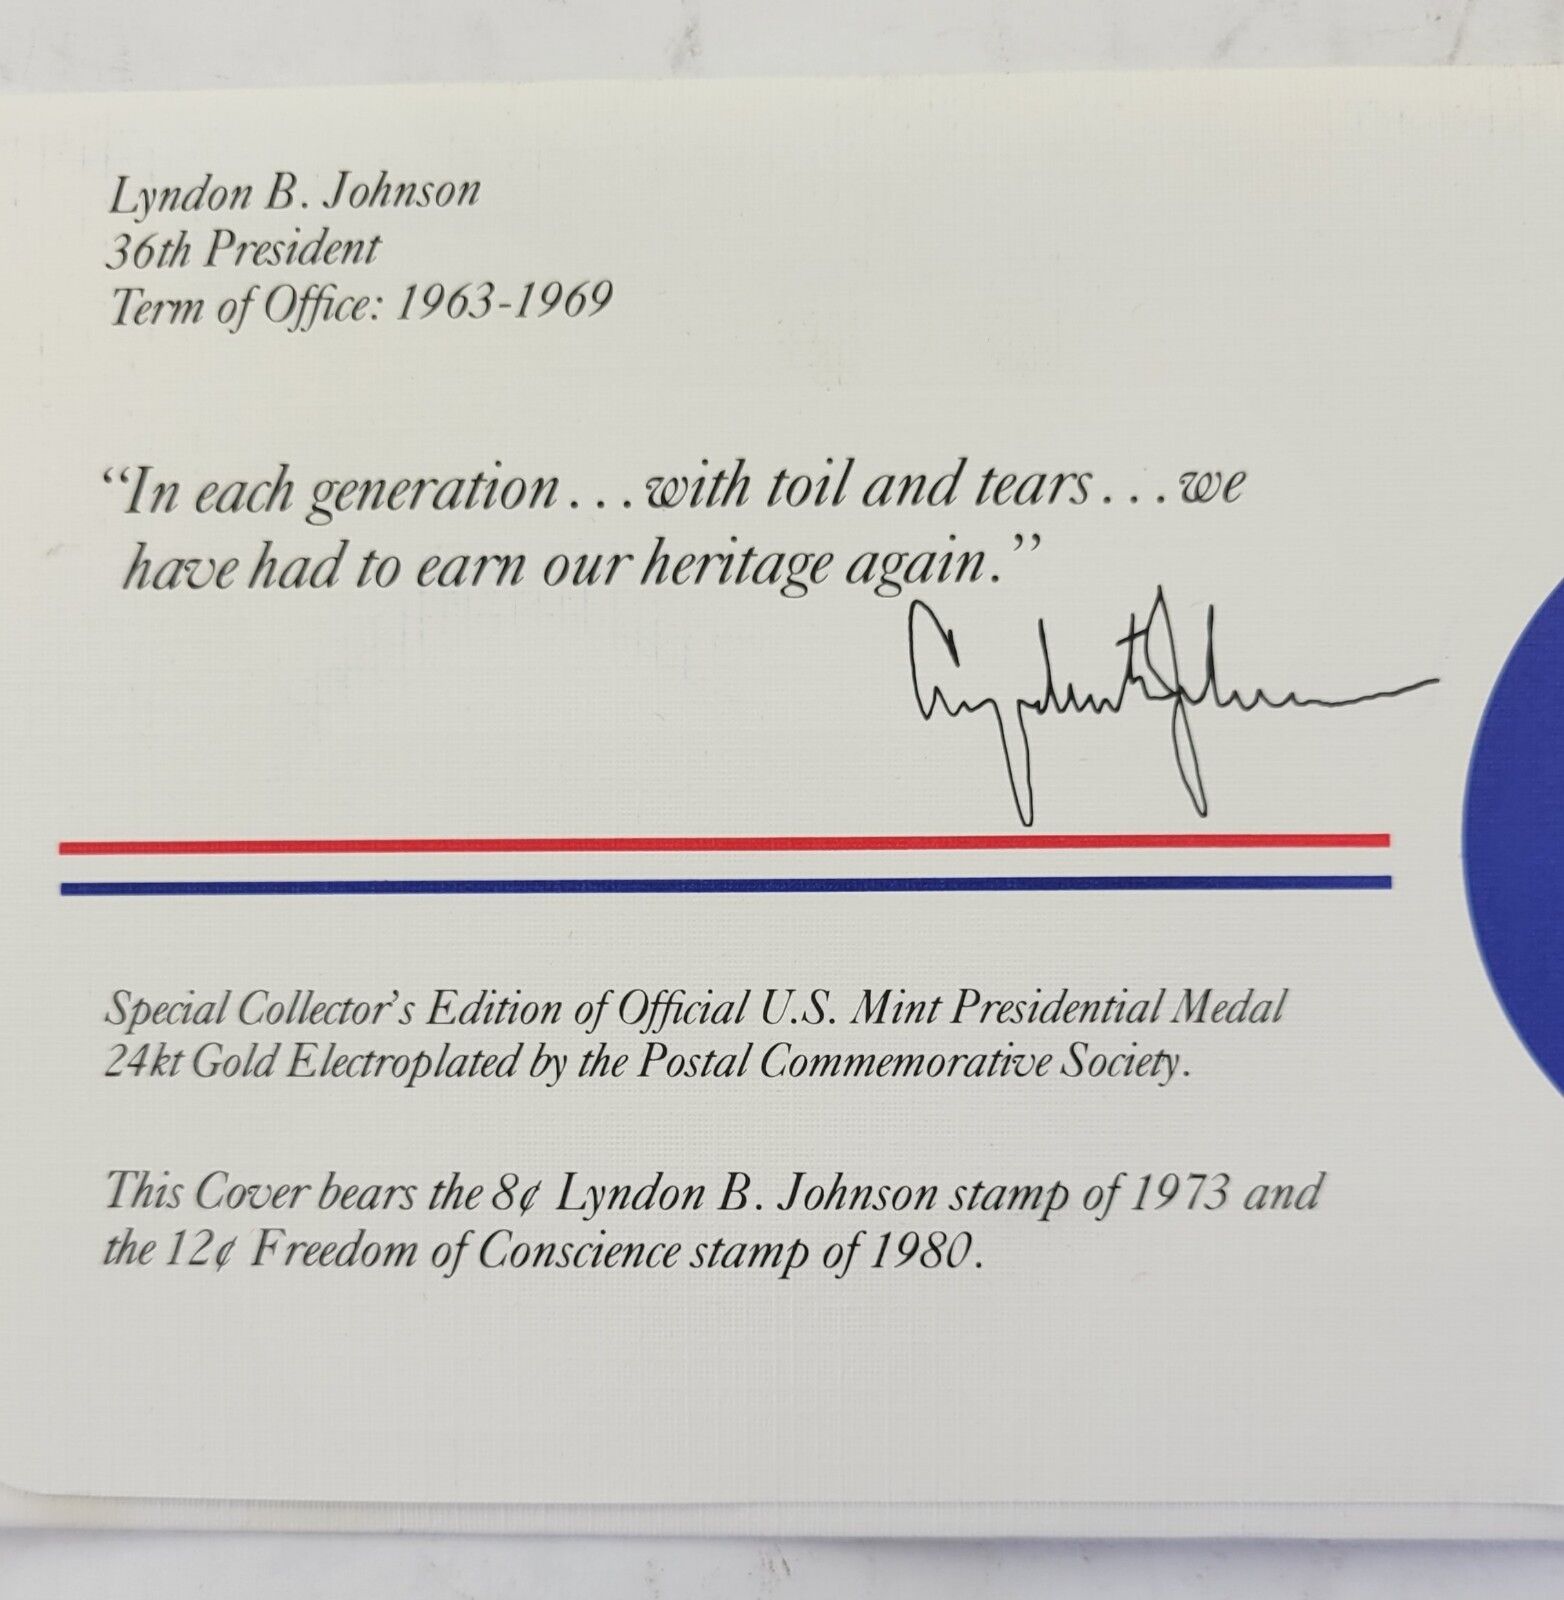 Lyndon B. Johnson
36th President
Term of Office: 1963-1969
“In each generation...with toil and tears...we
have had to earn our heritage again.”
Lyndon B Johnson
Special Collector’s Edition of Official U.S. Mint Presidential Medal
24kt Gold Electroplated by the Postal Commemorative Society.
This Cover bears the 8¢ Lyndon B. Johnson stamp of 1973 and
the 12¢ Freedom of Conscience stamp of 1980.